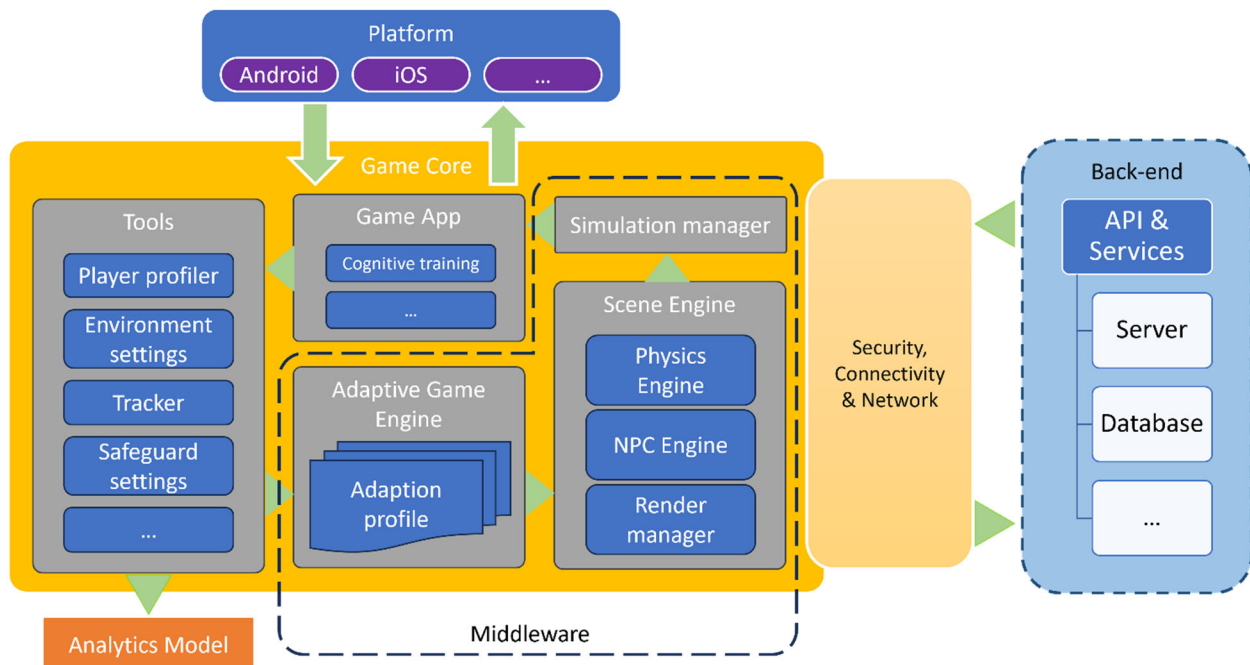 Platform
Android
iOS
...
Game Core
Tools
Player profiler
Environment
settings
Tracker
Safeguard
settings
...
Game App
Cognitive training
...
Adaptive Game
Engine
Adaption
profile
Simulation manager
Scene Engine
Physics
Engine
NPC Engine
Render
manager
Middleware
Analytics Model
Security,
Connectivity
& Network
Back-end
API &
Services
Server
Database
...